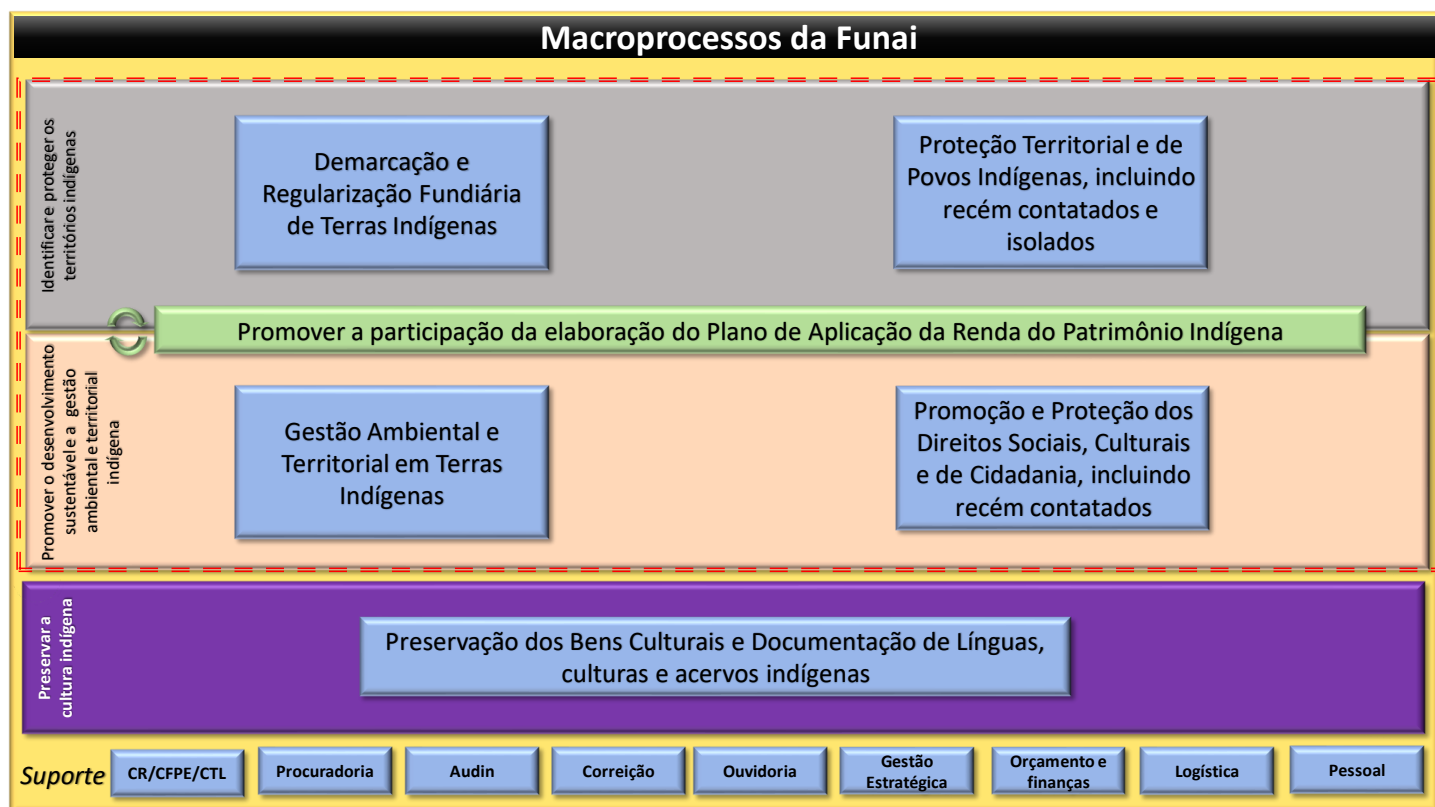 Macroprocessos da Funai
Identificar e proteger os
territórios indígenas
Demarcação e
Regularização Fundiária
de Terras Indígenas
Proteção Territorial e de
Povos Indígenas, incluindo
recém contatados e
isolados
Promover a participação da elaboração do Plano de Aplicação da Renda do Patrimônio Indígena
Promover o desenvolvimento
sustentável e a gestão
ambiental e territorial
indígena
Gestão Ambiental e
Territorial em Terras
Indígenas
Promoção e Proteção dos
Direitos Sociais, Culturais
e de Cidadania, incluindo
recém contatados
Preservar a
cultura indígena
Preservação dos Bens Culturais e Documentação de Línguas,
culturas e acervos indígenas
Suporte
CR/CFPE/CTL
Procuradoria
Audin
Correição
Ouvidoria
Gestão
Estratégica
Orçamento e
finanças
Logística
Pessoal